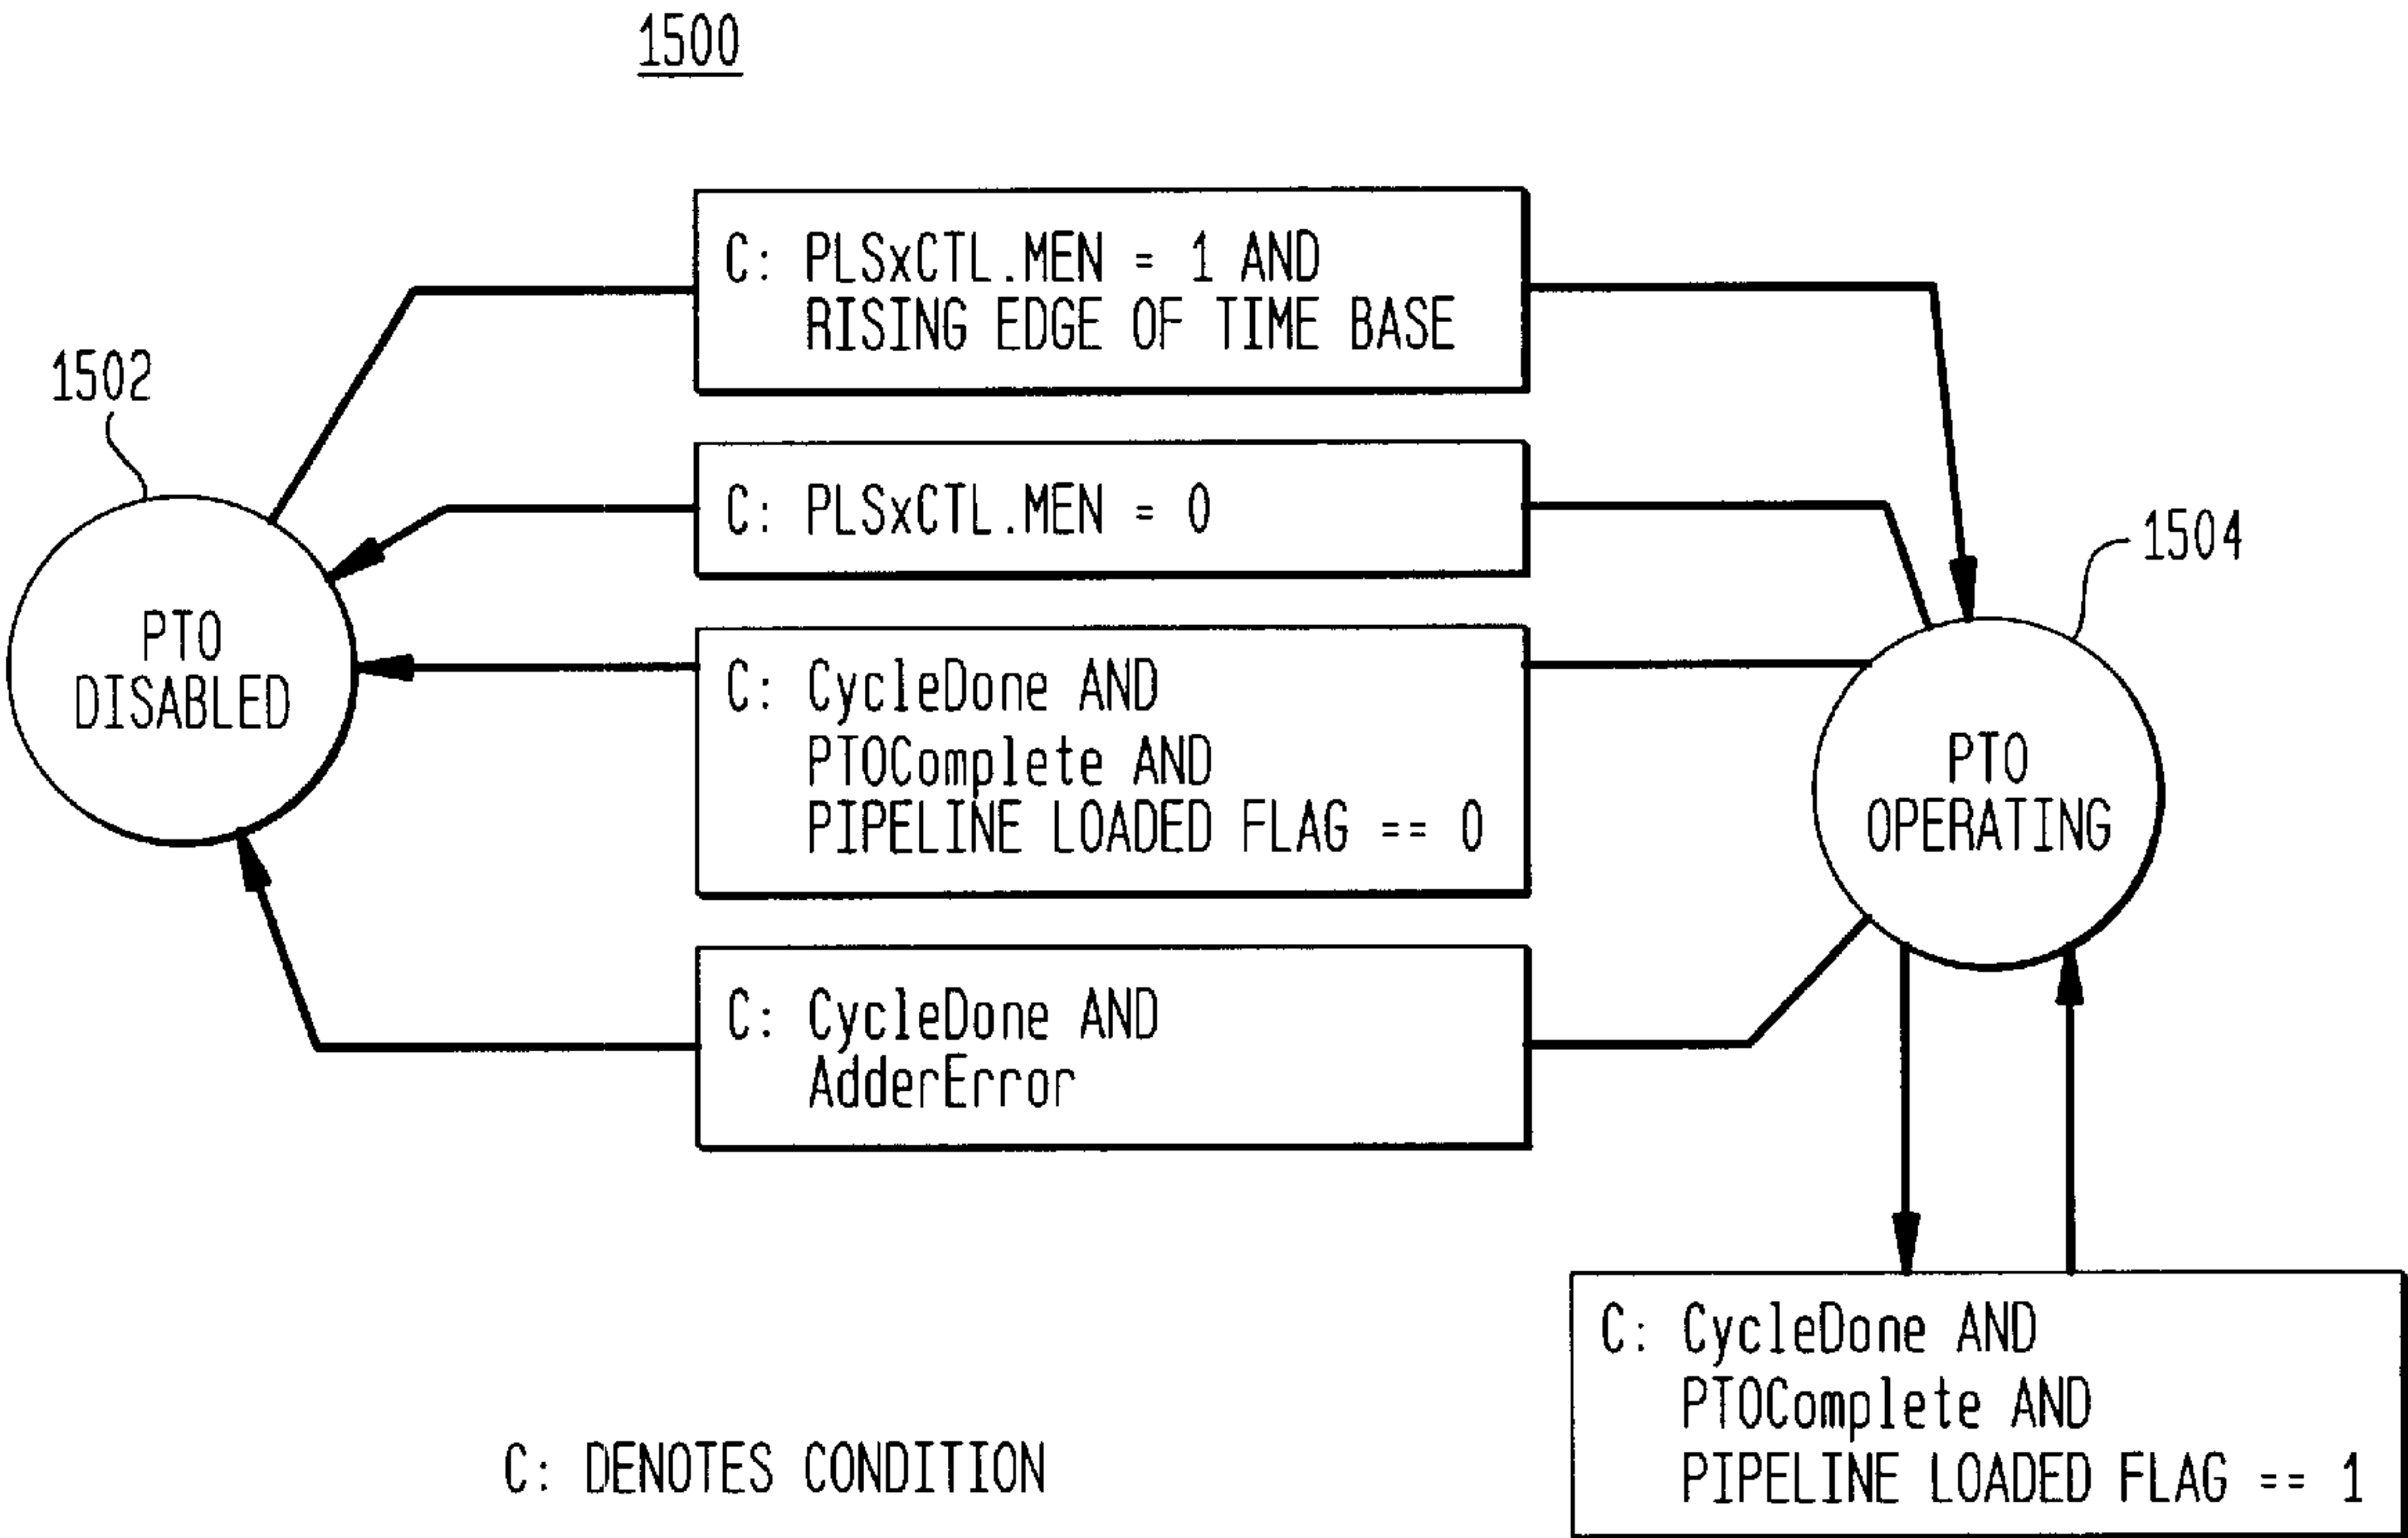 1500
C: PLSxCTL.MEN = 1 AND
RISING EDGE OF TIME BASE
1502
C: PLSxCTL.MEN = 0
1504
PTO
DISABLED
C: CycleDone AND
PTOComplete AND
PIPELINE LOADED FLAG == 0
PTO
OPERATING
C: CycleDone AND
AdderError
C: CycleDone AND
PTOComplete AND
PIPELINE LOADED FLAG == 1
C: DENOTES CONDITION